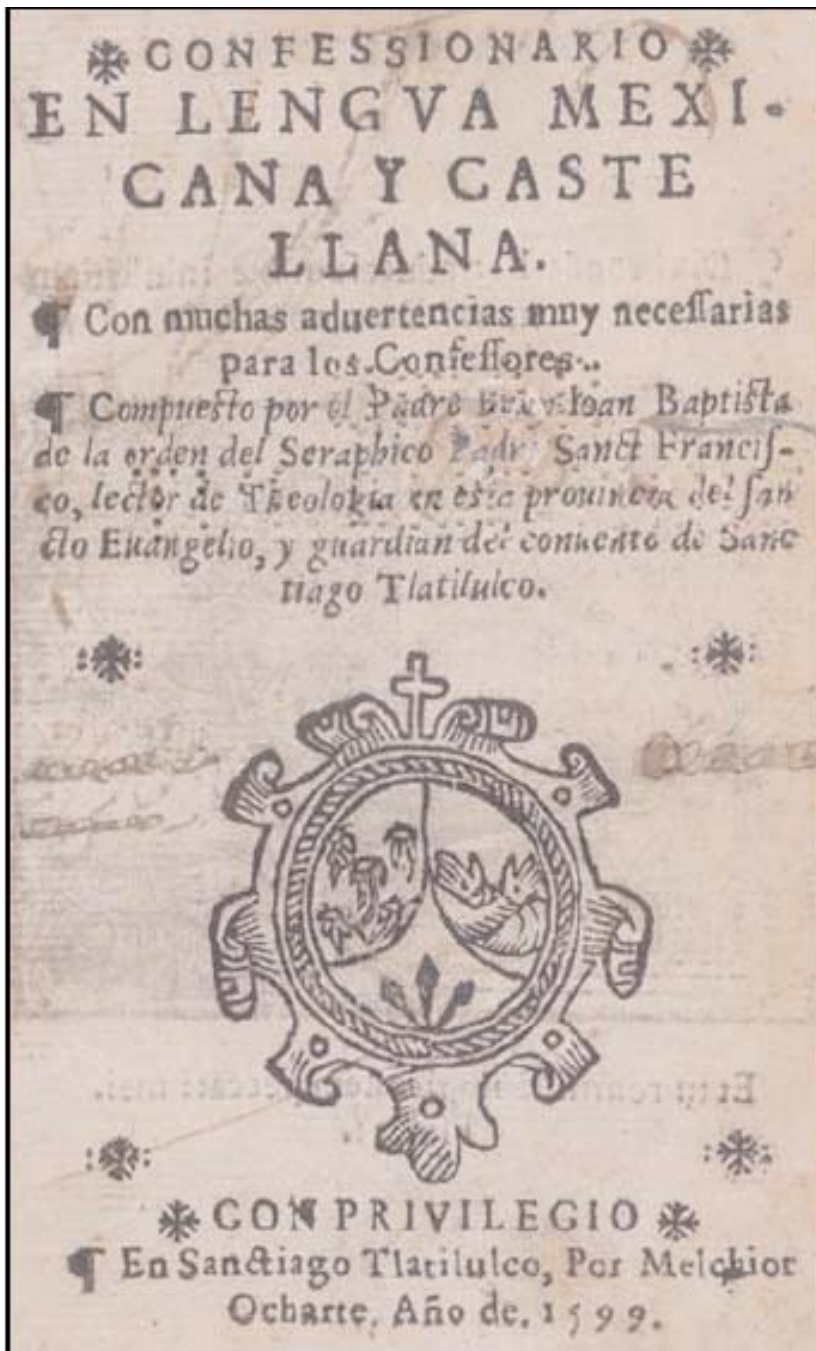 CONFESSIONARIO
EN LENGVA MEXI-
CANA Y CASTE
LLANA.
¶ Con muchas aduertencias muy necessarias
para los Confessores.
¶ Compuesto por el Padre Ioan Baptista
de la orden del Seraphico Padre Sanct Francis-
co, lector de Theologia en esta prouincia del san
cto Euangelio, y guardian del conuento de Sanc
tiago Tlatilulco.
CON PRIVILEGIO
¶ En Sanctiago Tlatilulco, Por Melchior
Ocharte. Año de. 1599.